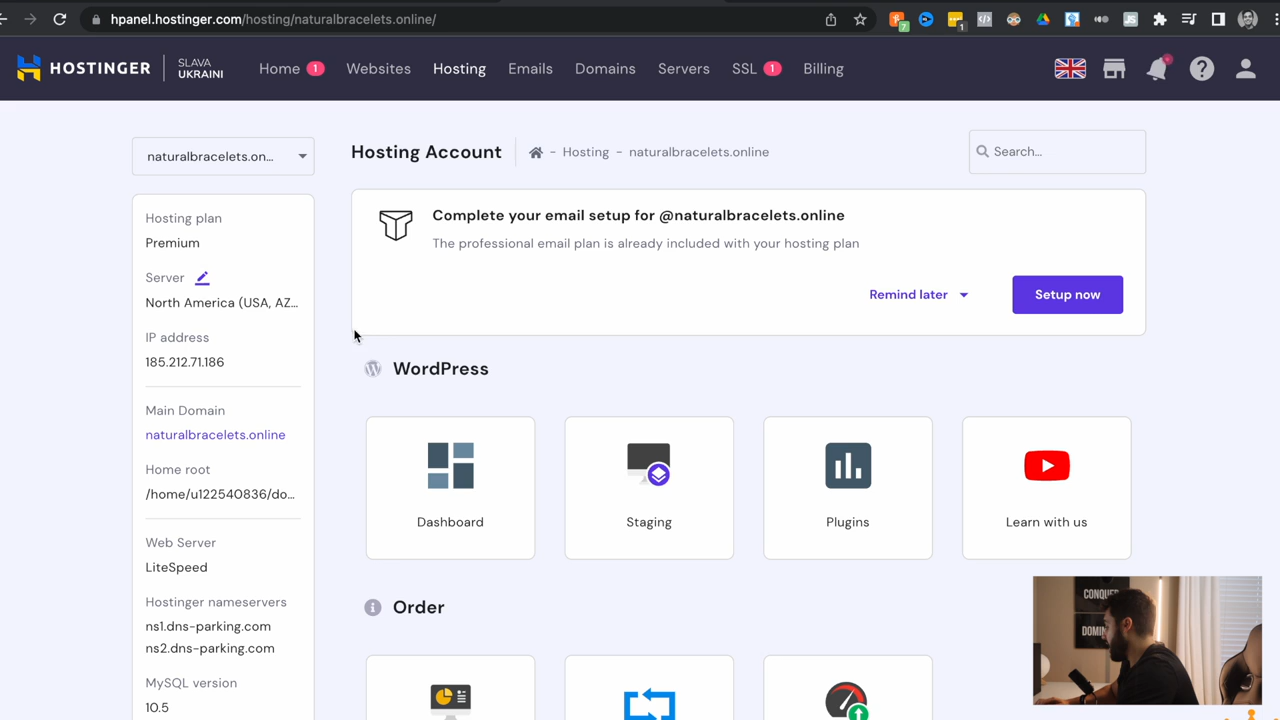 hpanel.hostinger.com/hosting/naturalbracelets.online/
7
1
JS
HOSTINGER
SLAVA
UKRAINI
Home 1
Websites
Hosting
Emails
Domains
Servers
SSL 1
Billing
naturalbracelets.on...
Hosting Account
- Hosting - naturalbracelets.online
Search...
Hosting plan
Premium
Server
North America (USA, AZ...
IP address
185.212.71.186
Main Domain
naturalbracelets.online
Home root
/home/u122540836/do...
Web Server
LiteSpeed
Hostinger nameservers
ns1.dns-parking.com
ns2.dns-parking.com
MySQL version
10.5
Complete your email setup for @naturalbracelets.online
The professional email plan is already included with your hosting plan
Remind later
Setup now
WordPress
Dashboard
Staging
Plugins
Learn with us
Order
CONQUER